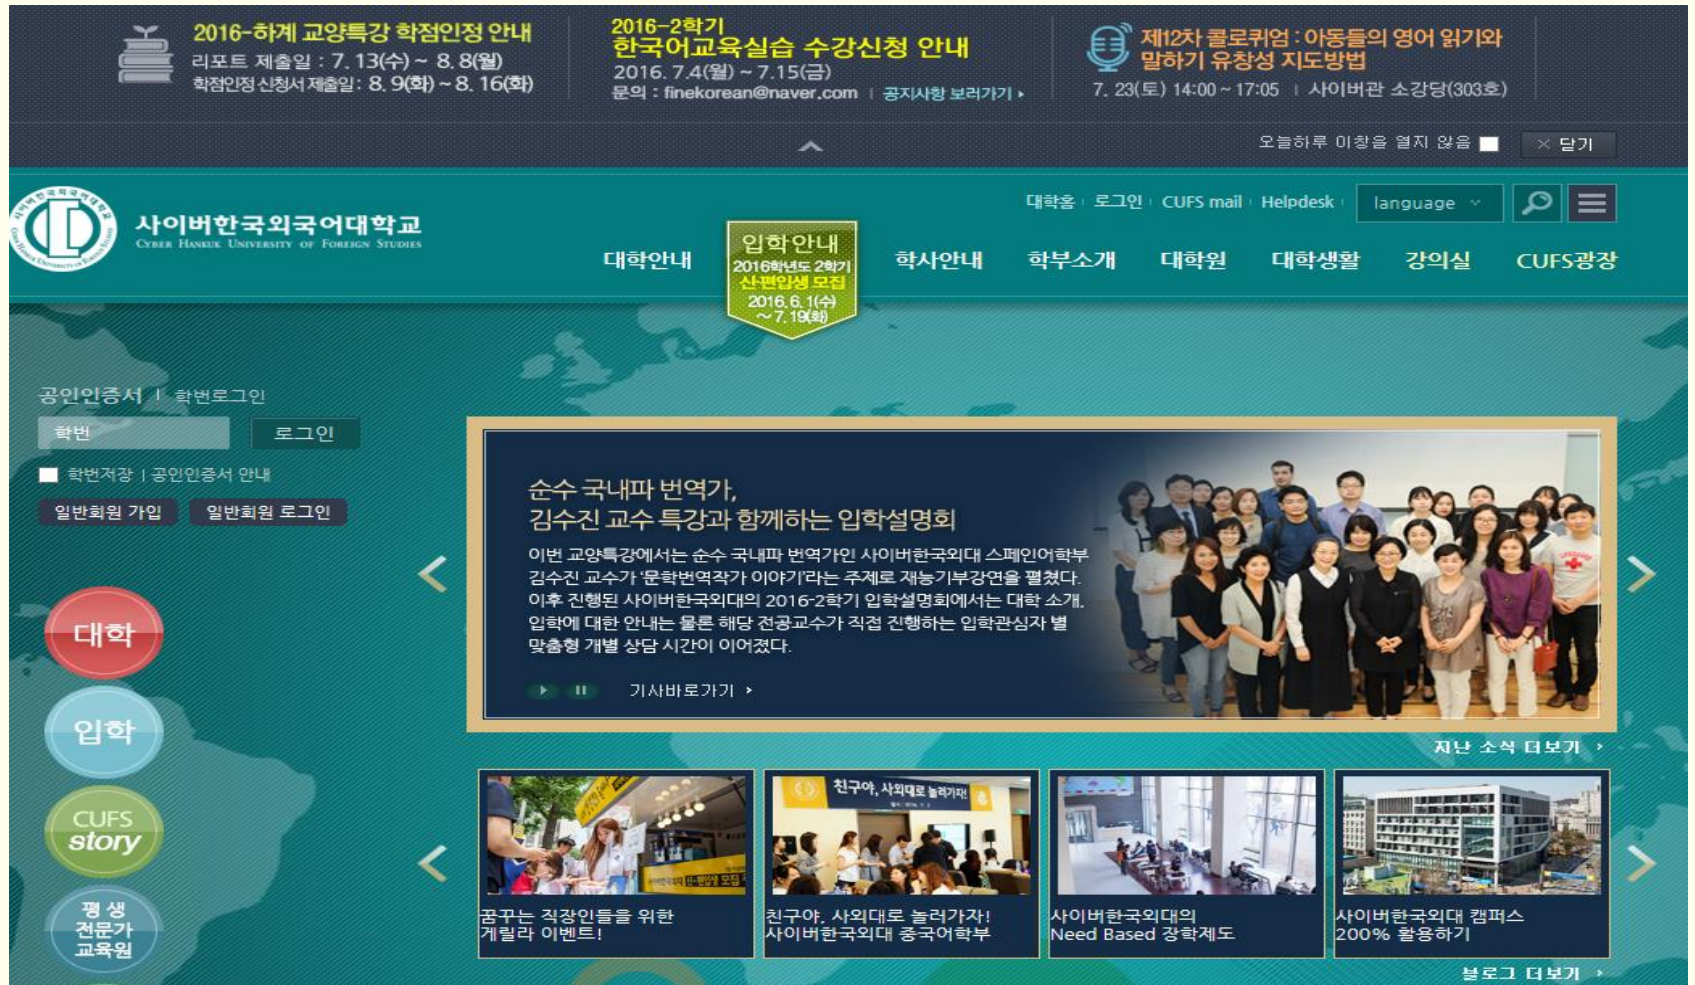 2016-하계 교양특강 학점인정 안내
리포트 제출일 : 7. 13(수) ~ 8. 8(월)
학점인정 신청서 제출일 : 8. 9(화) ~ 8. 16(화)
2016-2학기
한국어교육실습 수강신청 안내
2016. 7.4(월) ~ 7.15(금)
문의 : finekorean@naver.com | 공지사항 보러가기
제12차 콜로퀴엄 : 아동들의 영어 읽기와
말하기 유창성 지도방법
7. 23(토) 14:00 ~ 17:05 | 사이버관 소강당(303호)
오늘하루 이창을 열지 않음
× 닫기
대학홈 | 로그인 | CUFS mail | Helpdesk |
language
사이버한국외국어대학교
CYBER HANKUK UNIVERSITY OF FOREIGN STUDIES
대학안내
입학안내
2016학년도 2학기
신·편입생 모집
2016. 6. 1(수)
~ 7. 19(화)
학사안내
학부소개
대학원
대학생활
강의실
CUFS광장
공인인증서 | 학번로그인
학번
로그인
학번저장 | 공인인증서 안내
일반회원 가입
일반회원 로그인
대학
입학
CUFS
story
평생
전문가
교육원
순수 국내파 번역가,
김수진 교수 특강과 함께하는 입학설명회
이번 교양특강에서는 순수 국내파 번역가인 사이버한국외대 스페인어학부
김수진 교수가 '문학번역작가 이야기'라는 주제로 재능기부강연을 펼쳤다.
이후 진행된 사이버한국외대의 2016-2학기 입학설명회에서는 대학 소개,
입학에 대한 안내는 물론 해당 전공교수가 직접 진행하는 입학관심자 별
맞춤형 개별 상담 시간이 이어졌다.
기사바로가기
지난 소식 더보기
친구야, 사외대로 놀러가자!
꿈꾸는 직장인들을 위한
게릴라 이벤트!
친구야, 사외대로 놀러가자!
사이버한국외대 중국어학부
사이버한국외대의
Need Based 장학제도
사이버한국외대 캠퍼스
200% 활용하기
블로그 더보기